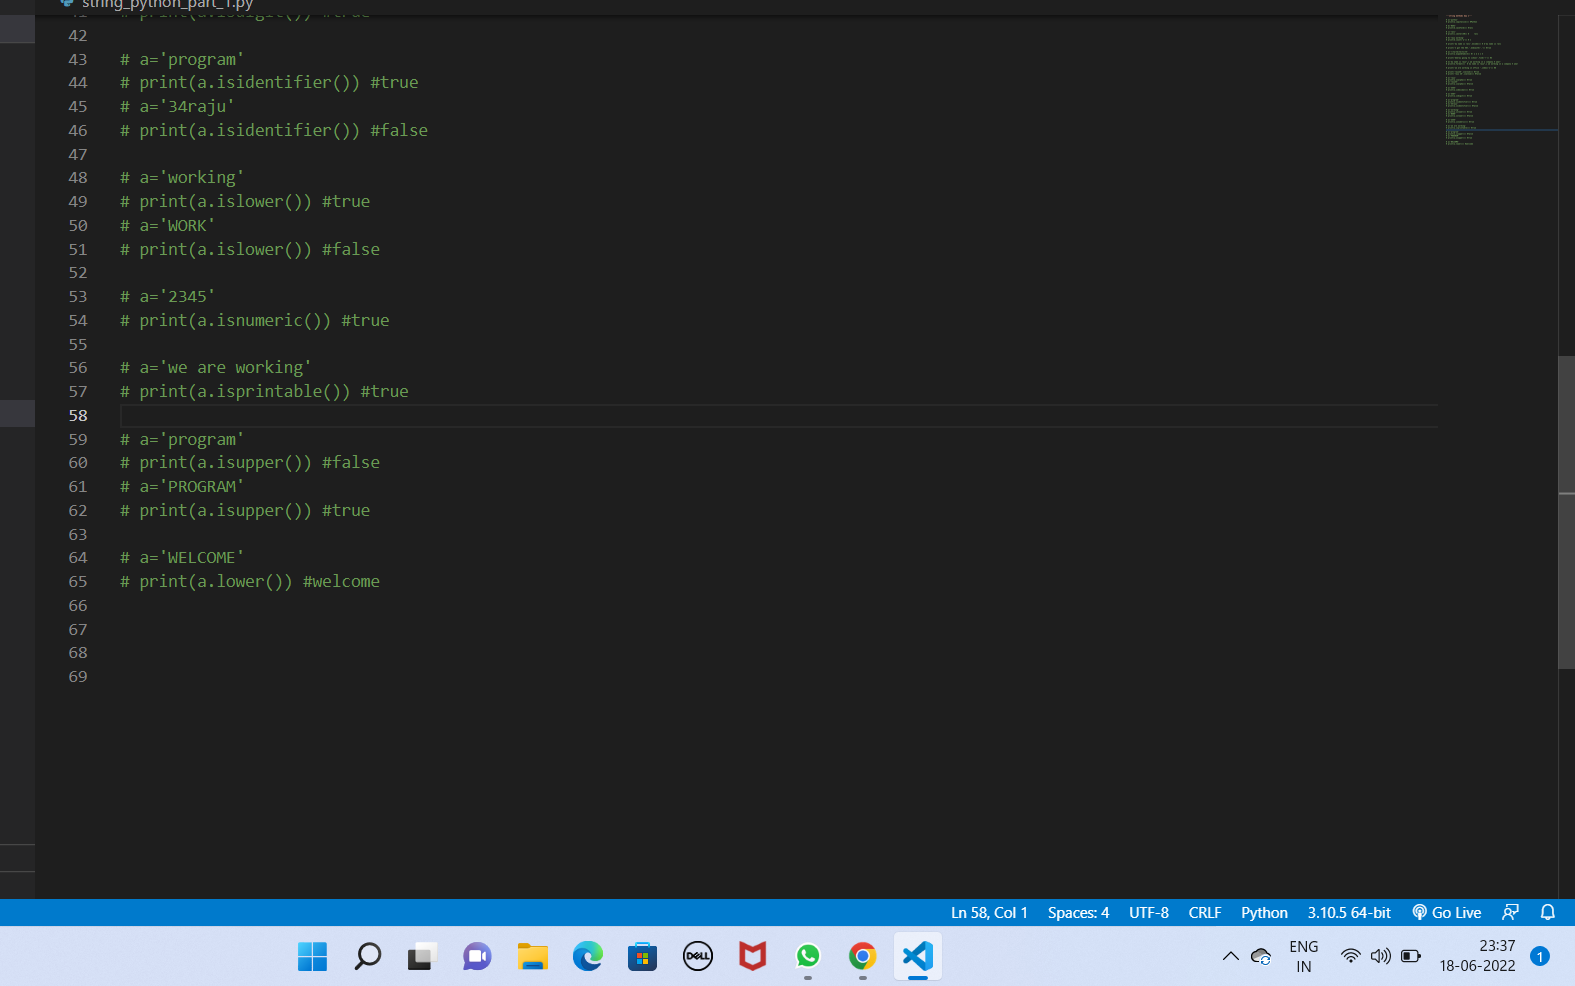 string_python_part_1.py
41 # print(a.isdigit()) #true
42
43 # a='program'
44 # print(a.isidentifier()) #true
45 # a='34raju'
46 # print(a.isidentifier()) #false
47
48 # a='working'
49 # print(a.islower()) #true
50 # a='WORK'
51 # print(a.islower()) #false
52
53 # a='2345'
54 # print(a.isnumeric()) #true
55
56 # a='we are working'
57 # print(a.isprintable()) #true
58
59 # a='program'
60 # print(a.isupper()) #false
61 # a='PROGRAM'
62 # print(a.isupper()) #true
63
64 # a='WELCOME'
65 # print(a.lower()) #welcome
66
67
68
69
Ln 58, Col 1 Spaces: 4 UTF-8 CRLF Python 3.10.5 64-bit Go Live
DELL
ENG
IN
23:37
18-06-2022
1